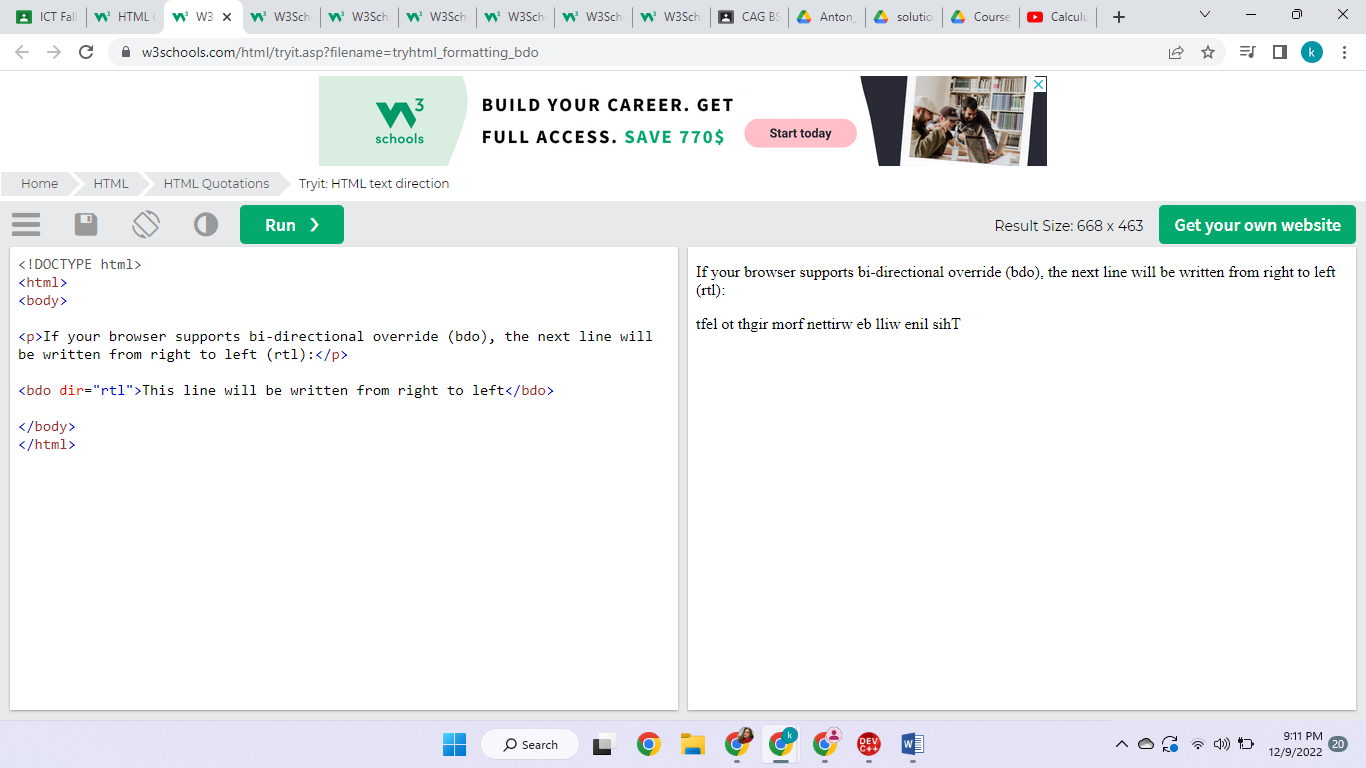 ICT Fall
HTML
W3
W3Sch
W3Sch
W3Sch
W3Sch
W3Sch
W3Sch
CAG BS
Anton_
solutio
Course
Calculu
w3schools.com/html/tryit.asp?filename=tryhtml_formatting_bdo
k
3
schools
BUILD YOUR CAREER. GET
FULL ACCESS. SAVE 770$
Start today
Home
HTML
HTML Quotations
Tryit: HTML text direction
Run ❯
Result Size: 668 x 463
Get your own website
<!DOCTYPE html>
<html>
<body>
<p>If your browser supports bi-directional override (bdo), the next line will
be written from right to left (rtl):</p>
<bdo dir="rtl">This line will be written from right to left</bdo>
</body>
</html>
If your browser supports bi-directional override (bdo), the next line will be written from right to left
(rtl):
tfel ot thgir morf nettirw eb lliw enil sihT
Search
k
DEV
C++
W
9:11 PM
12/9/2022
20